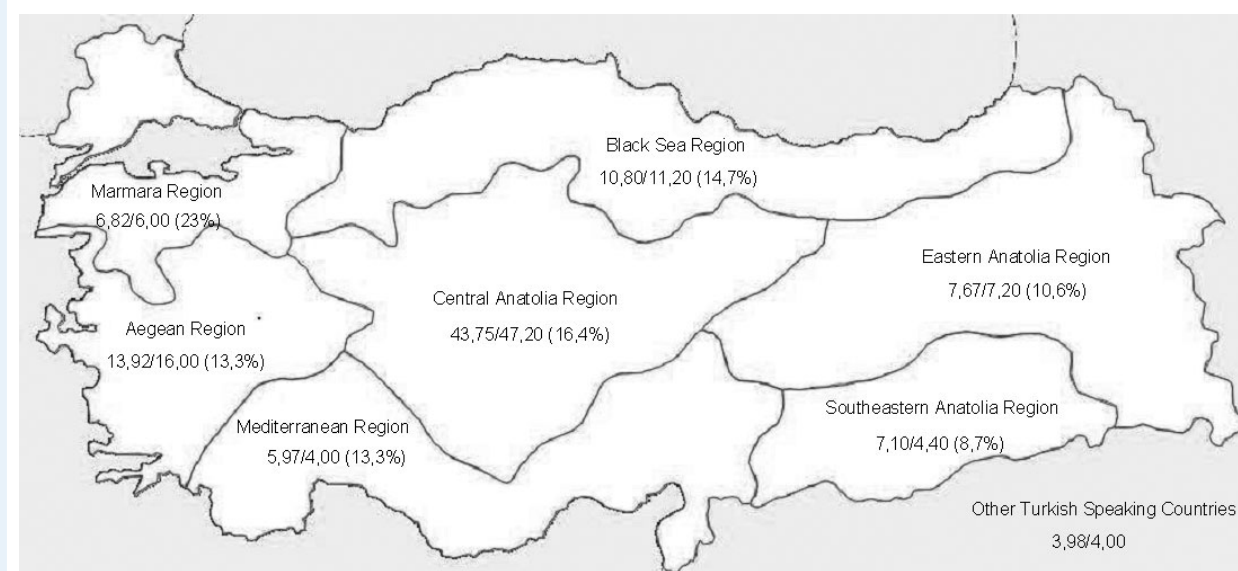 Black Sea Region
10,80/11,20 (14,7%)
Marmara Region
6,82/6,00 (23%)
Eastern Anatolia Region
7,67/7,20 (10,6%)
Central Anatolia Region
43,75/47,20 (16,4%)
Aegean Region
13,92/16,00 (13,3%)
Southeastern Anatolia Region
7,10/4,40 (8,7%)
Mediterranean Region
5,97/4,00 (13,3%)
Other Turkish Speaking Countries
3,98/4,00